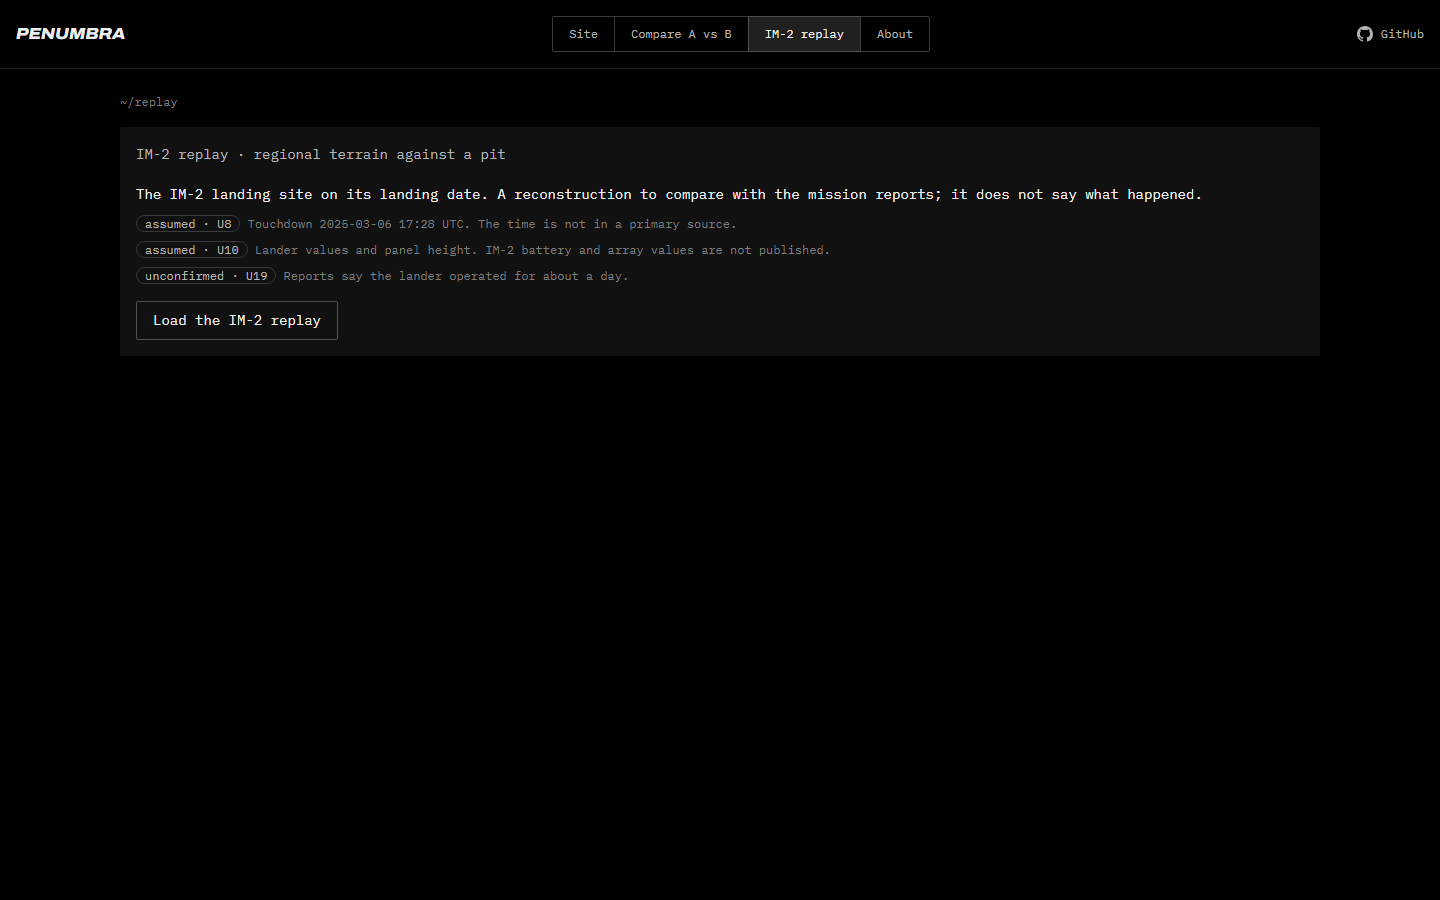 PENUMBRA
Site
Compare A vs B
IM-2 replay
About
GitHub
~/replay
IM-2 replay · regional terrain against a pit
The IM-2 landing site on its landing date. A reconstruction to compare with the mission reports; it does not say what happened.
assumed · U8 Touchdown 2025-03-06 17:28 UTC. The time is not in a primary source.
assumed · U10 Lander values and panel height. IM-2 battery and array values are not published.
unconfirmed · U19 Reports say the lander operated for about a day.
Load the IM-2 replay